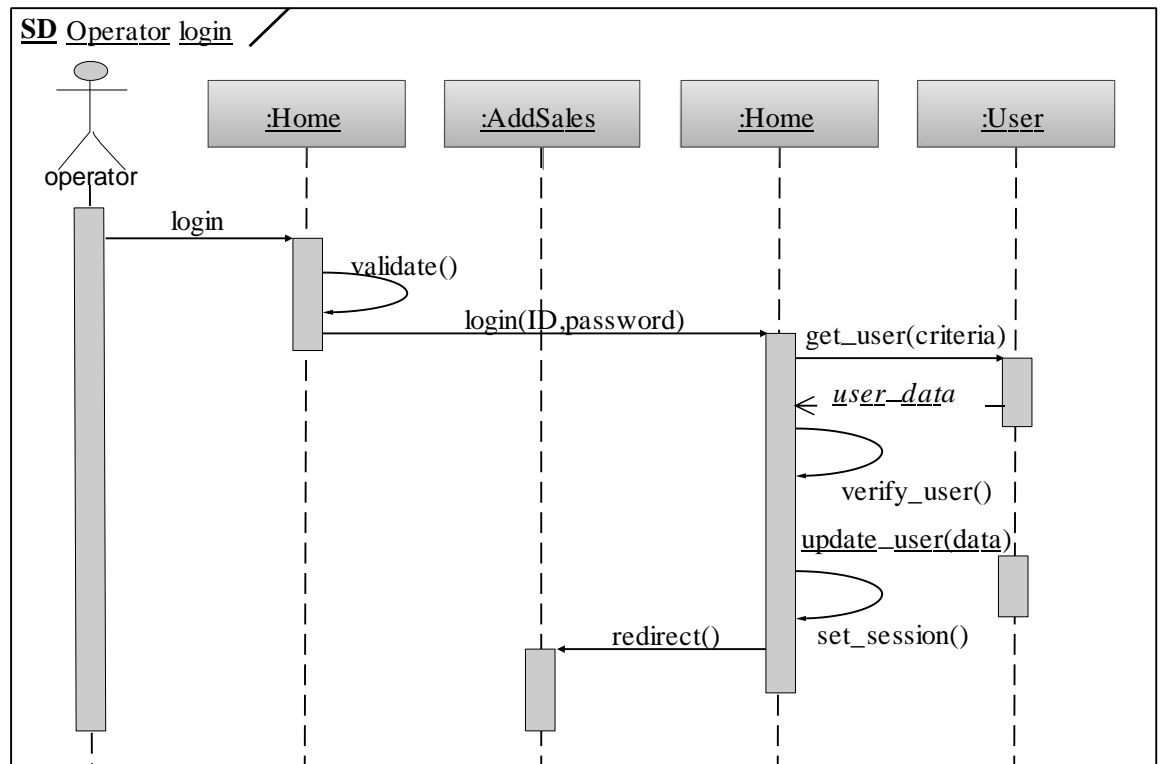 SD Operator login
:Home
:AddSales
:Home
:User
operator
login
validate()
login(ID,password)
get_user(criteria)
user_data
verify_user()
update_user(data)
set_session()
redirect()